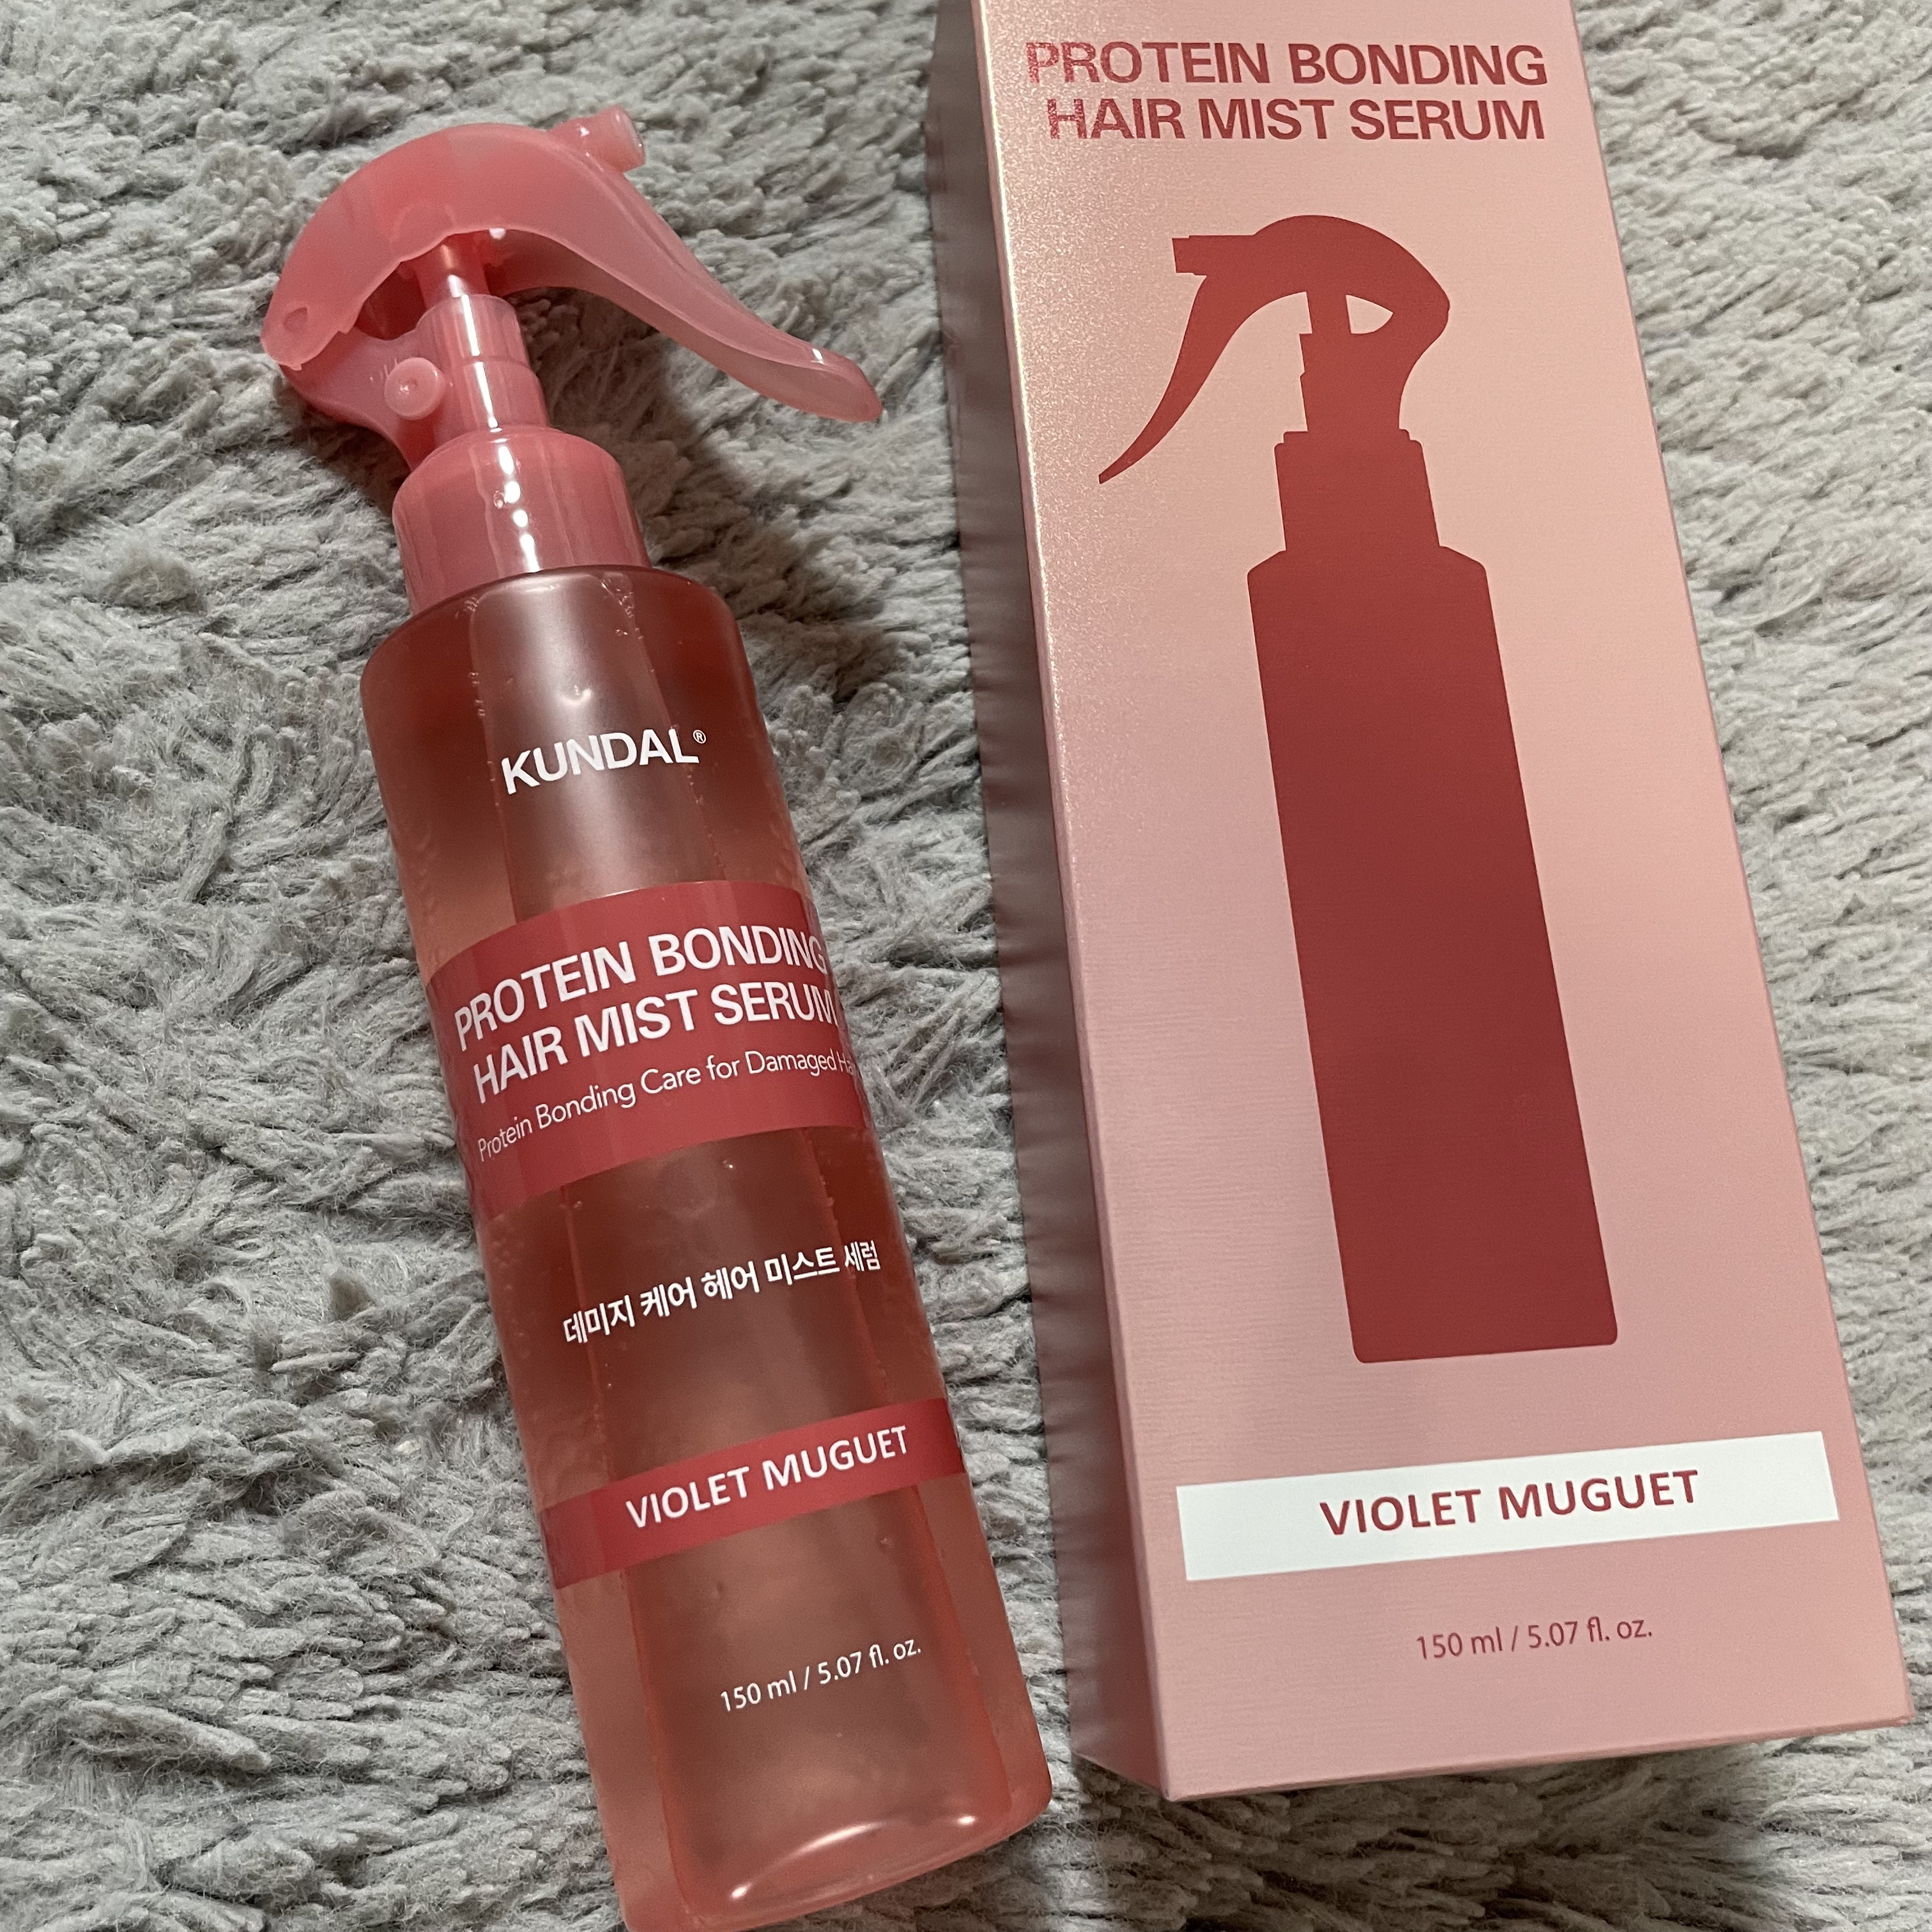 KUNDAL®
PROTEIN BONDING
HAIR MIST SERUM
Protein Bonding Care for Damaged
데미지 케어 헤어 미스트 세럼
VIOLET MUGUET
150 ml / 5.07 fl. oz.
PROTEIN BONDING
HAIR MIST SERUM
VIOLET MUGUET
150 ml / 5.07 fl. oz.